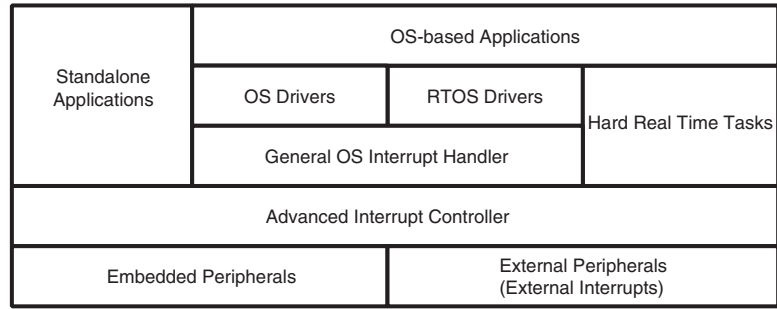 OS-based Applications
Standalone
Applications
OS Drivers
RTOS Drivers
Hard Real Time Tasks
General OS Interrupt Handler
Advanced Interrupt Controller
Embedded Peripherals
External Peripherals
(External Interrupts)